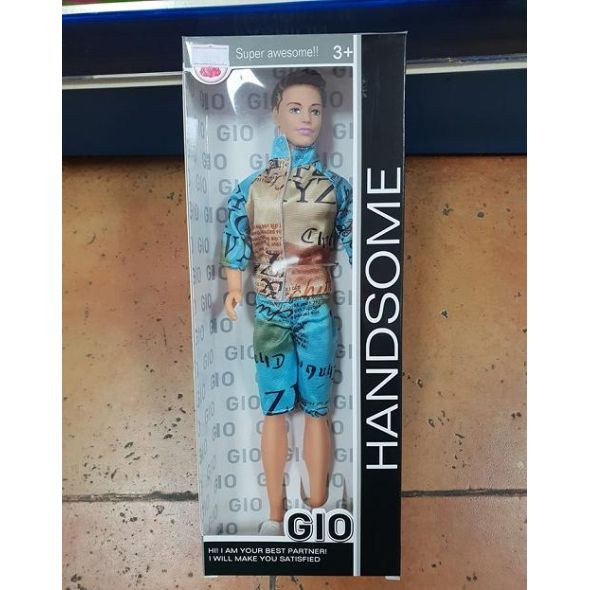 Super awesome!! 3+
HANDSOME
GIO
HI! I AM YOUR BEST PARTNER!
I WILL MAKE YOU SATISFIED